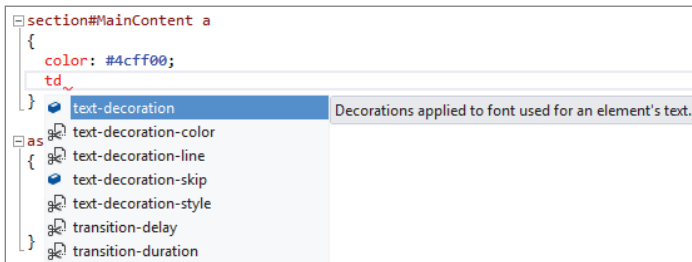 section#MainContent a
{
color: #4cff00;
td
text-decoration Decorations applied to font used for an element's text.
}
text-decoration-color
as
text-decoration-line
{
text-decoration-skip
text-decoration-style
transition-delay
}
transition-duration